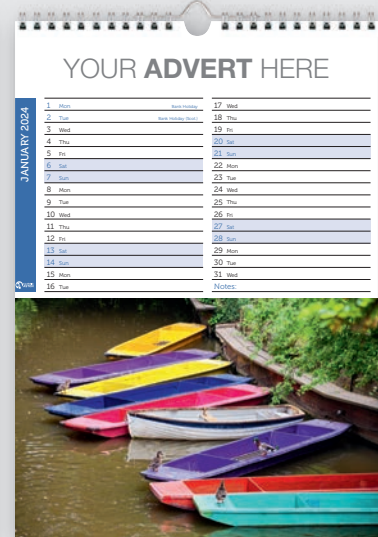 YOUR ADVERT HERE
JANUARY 2024
1 Mon Bank Holiday
2 Tue Bank Holiday (Scot.)
3 Wed
4 Thu
5 Fri
6 Sat
7 Sun
8 Mon
9 Tue
10 Wed
11 Thu
12 Fri
13 Sat
14 Sun
15 Mon
16 Tue
17 Wed
18 Thu
19 Fri
20 Sat
21 Sun
22 Mon
23 Tue
24 Wed
25 Thu
26 Fri
27 Sat
28 Sun
29 Mon
30 Tue
31 Wed
Notes: